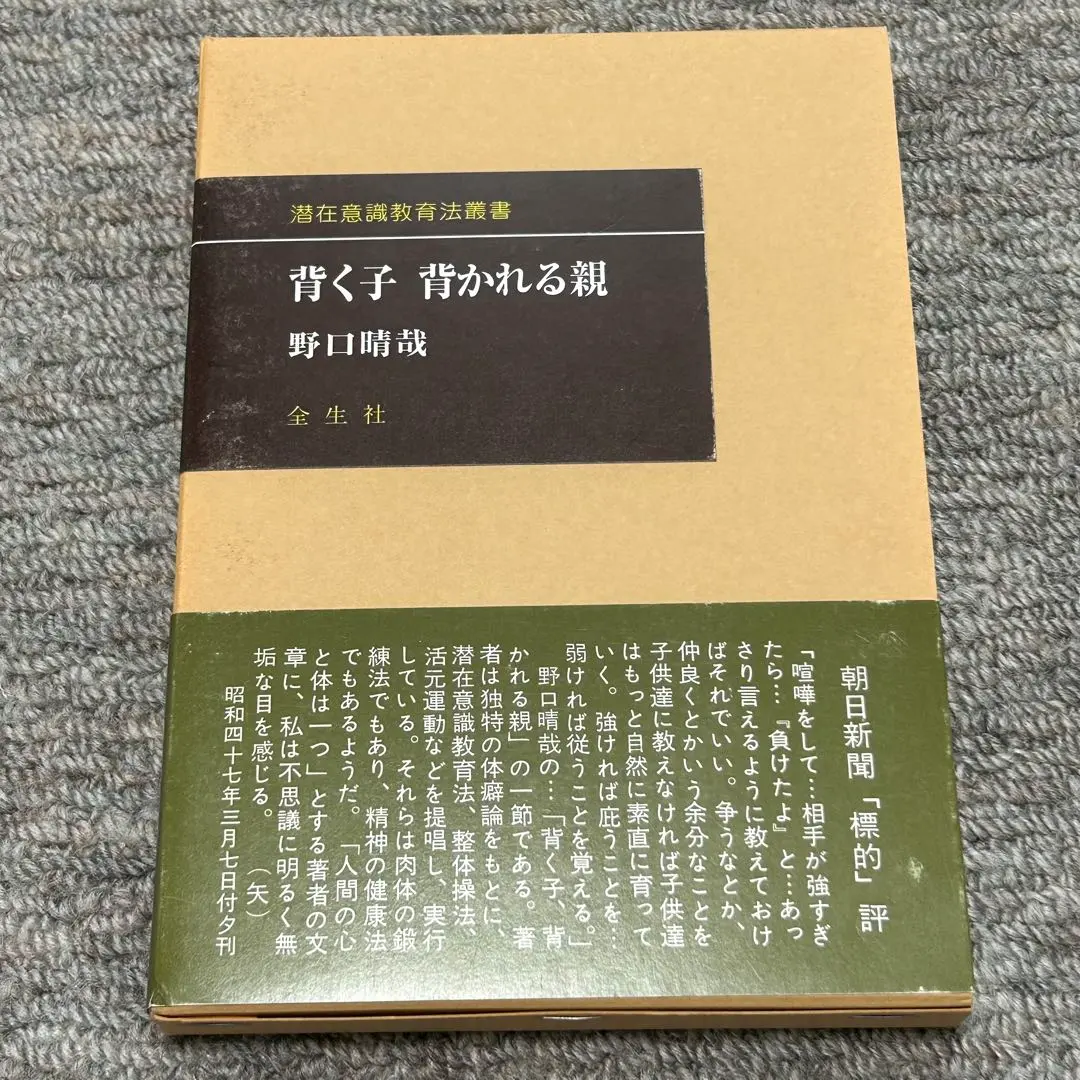 潜在意識教育法叢書
背く子 背かれる親
野口晴哉
全生社
朝日新聞「標的」評
「喧嘩をして…相手が強すぎ
たら…『負けたよ』と…あっ
さり言えるように教えておけ
ばそれでいい。争うなとか、
仲良くとかいう余分なことを
子供達に教えなければ子供達
はもっと自然に素直に育って
いく。強ければ庇うことを…
弱ければ従うことを覚える。」
野口晴哉の…「背く子、背
かれる親」の一節である。著
者は独特の体癖論をもとに、
潜在意識教育法、整体操法、
活元運動などを提唱し、実行
している。それらは肉体の鍛
練法でもあり、精神の健康法
でもあるようだ。「人間の心
と体は一つ」とする著者の文
章に、私は不思議に明るく無
垢な目を感じる。 (矢)
昭和四十七年三月七日付夕刊